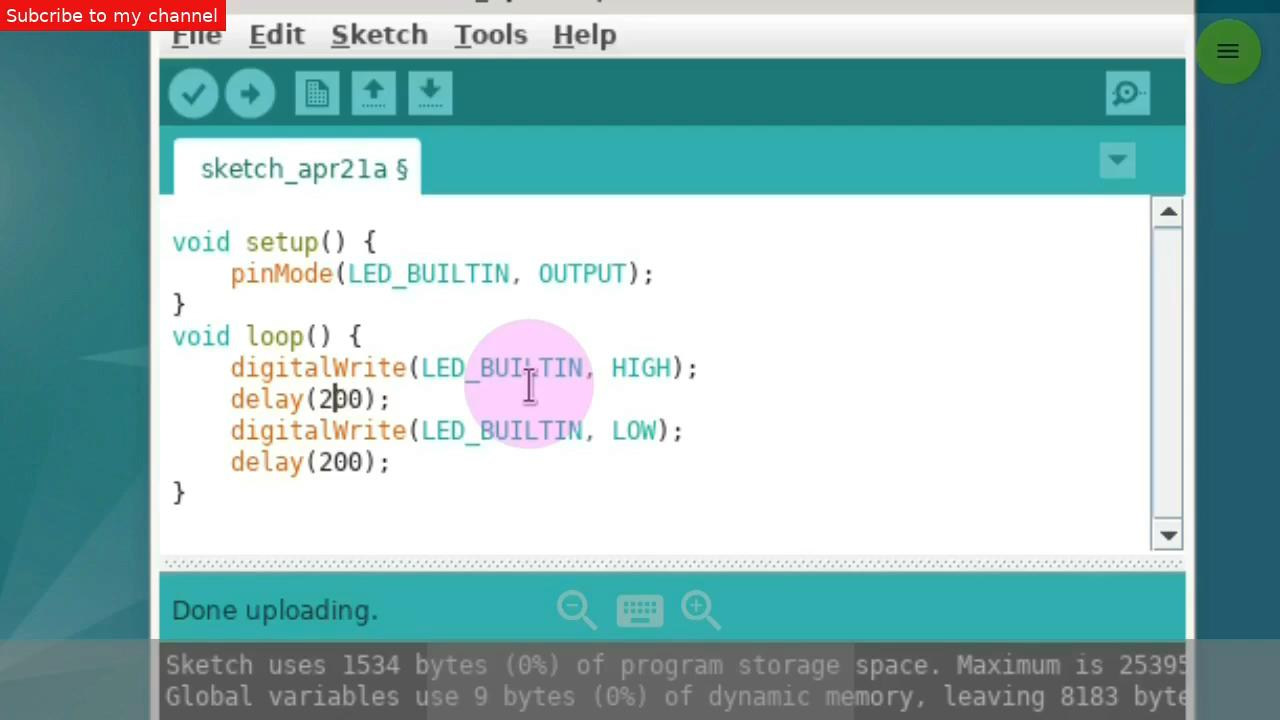 Subcribe to my channel
File Edit Sketch Tools Help
sketch_apr21a §
void setup() {
    pinMode(LED_BUILTIN, OUTPUT);
}
void loop() {
    digitalWrite(LED_BUILTIN, HIGH);
    delay(200);
    digitalWrite(LED_BUILTIN, LOW);
    delay(200);
}
Done uploading.
Sketch uses 1534 bytes (0%) of program storage space. Maximum is 25395
Global variables use 9 bytes (0%) of dynamic memory, leaving 8183 byte